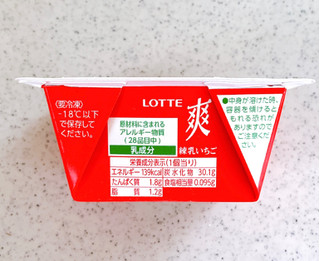 要冷凍
-18℃以下
で保存して
ください。
LOTTE 爽
練乳いちご
原材料に含まれる
アレルギー物質
(28品目中)
乳成分
栄養成分表示(1個当り)
エネルギー 139kcal 炭水化物 30.1g
たんぱく質 1.8g 食塩相当量 0.095g
脂質 1.2g
●中身が溶けた時、
容器を傾けると
もれる恐れが
ありますので
ご注意くださ
い。